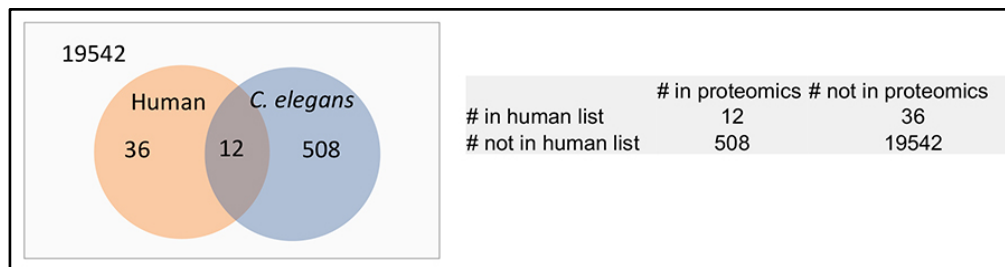 19542
Human C. elegans
36 12 508
# in proteomics # not in proteomics
# in human list 12 36
# not in human list 508 19542